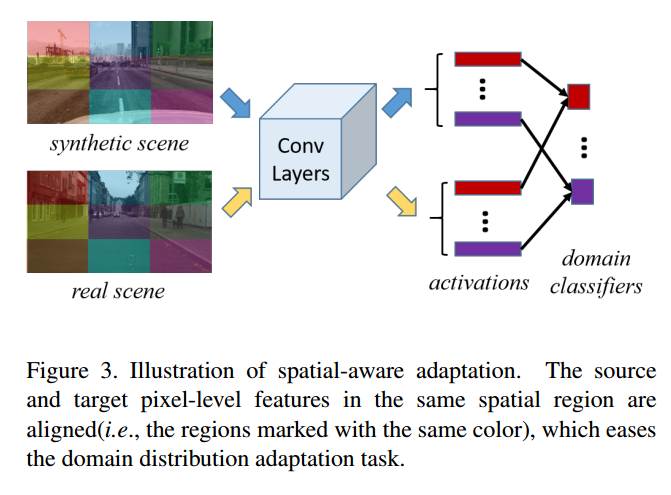 synthetic scene
real scene
Conv
Layers
activations
domain
classifiers
Figure 3. Illustration of spatial-aware adaptation. The source
and target pixel-level features in the same spatial region are
aligned(i.e., the regions marked with the same color), which eases
the domain distribution adaptation task.